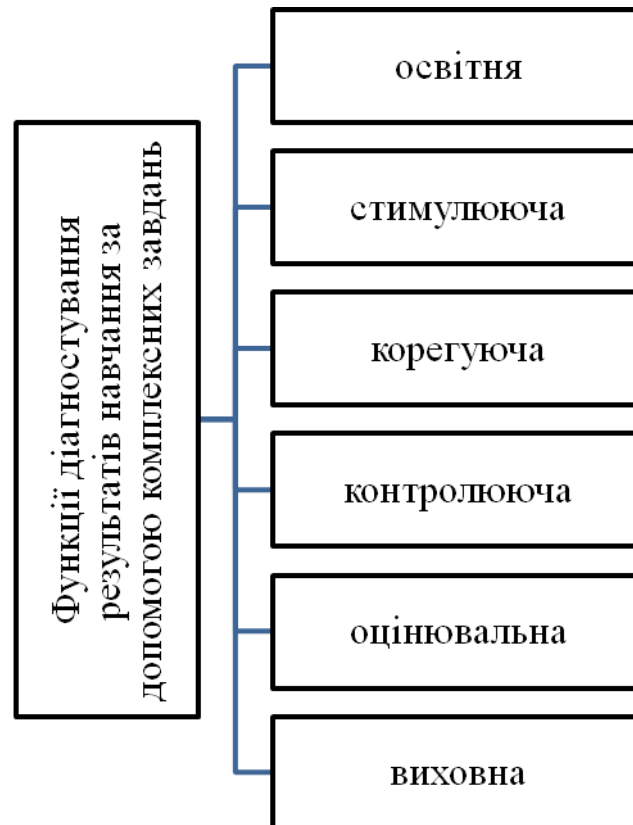 Функції діагностування
результатів навчання за
допомогою комплексних завдань
освітня
стимулююча
корегуюча
контролююча
оцінювальна
виховна